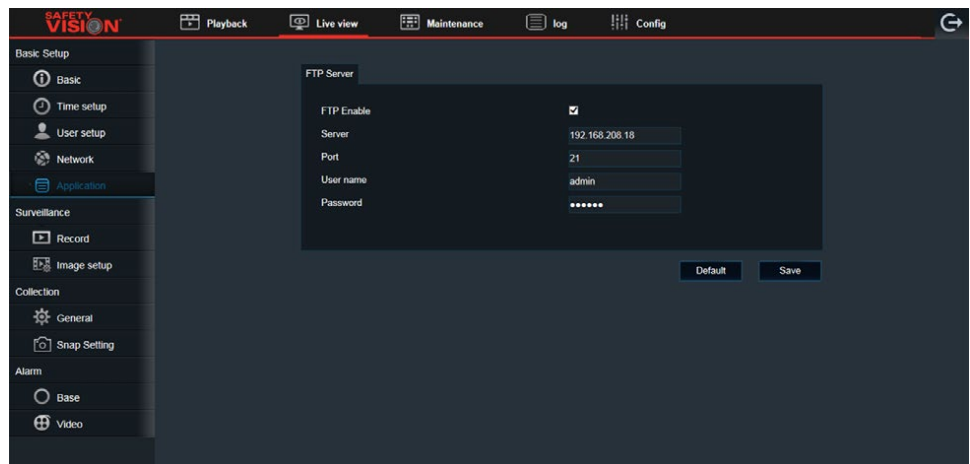 SAFETY
VISION
Playback
Live view
Maintenance
log
Config
Basic Setup
Basic
Time setup
User setup
Network
Application
Surveillance
Record
Image setup
Collection
General
Snap Setting
Alarm
Base
Video
FTP Server
FTP Enable
Server 192.168.208.18
Port 21
User name admin
Password ●●●●●●
Default Save